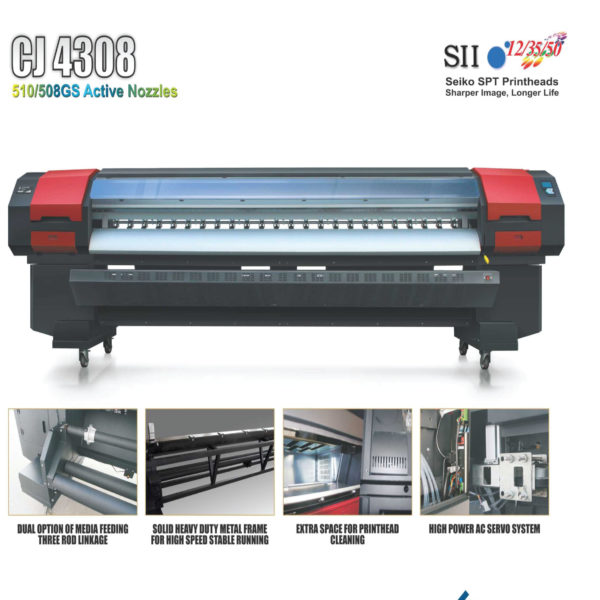 CJ 4308
510/508GS Active Nozzles
SII 12/35/50
Seiko SPT Printheads
Sharper Image, Longer Life
DUAL OPTION OF MEDIA FEEDING
THREE ROD LINKAGE
SOLID HEAVY DUTY METAL FRAME
FOR HIGH SPEED STABLE RUNNING
EXTRA SPACE FOR PRINTHEAD
CLEANING
HIGH POWER AC SERVO SYSTEM